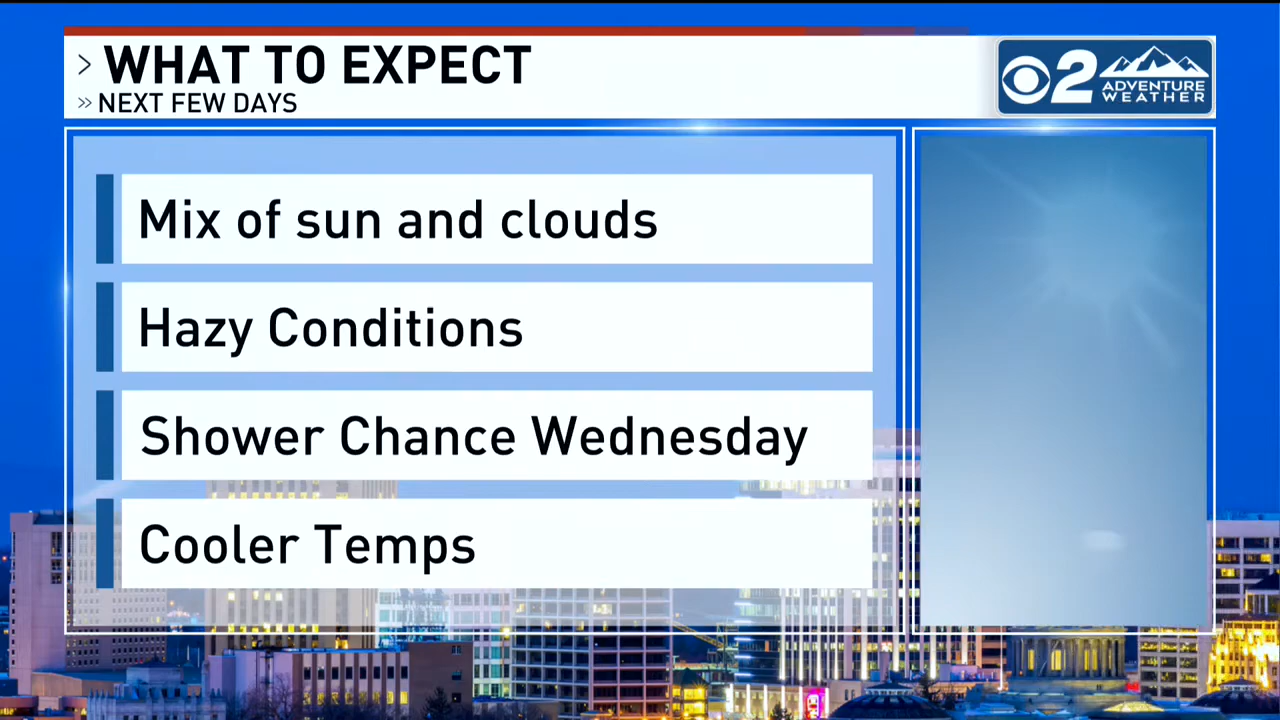 > WHAT TO EXPECT
>> NEXT FEW DAYS
2 ADVENTURE
WEATHER
Mix of sun and clouds
Hazy Conditions
Shower Chance Wednesday
Cooler Temps